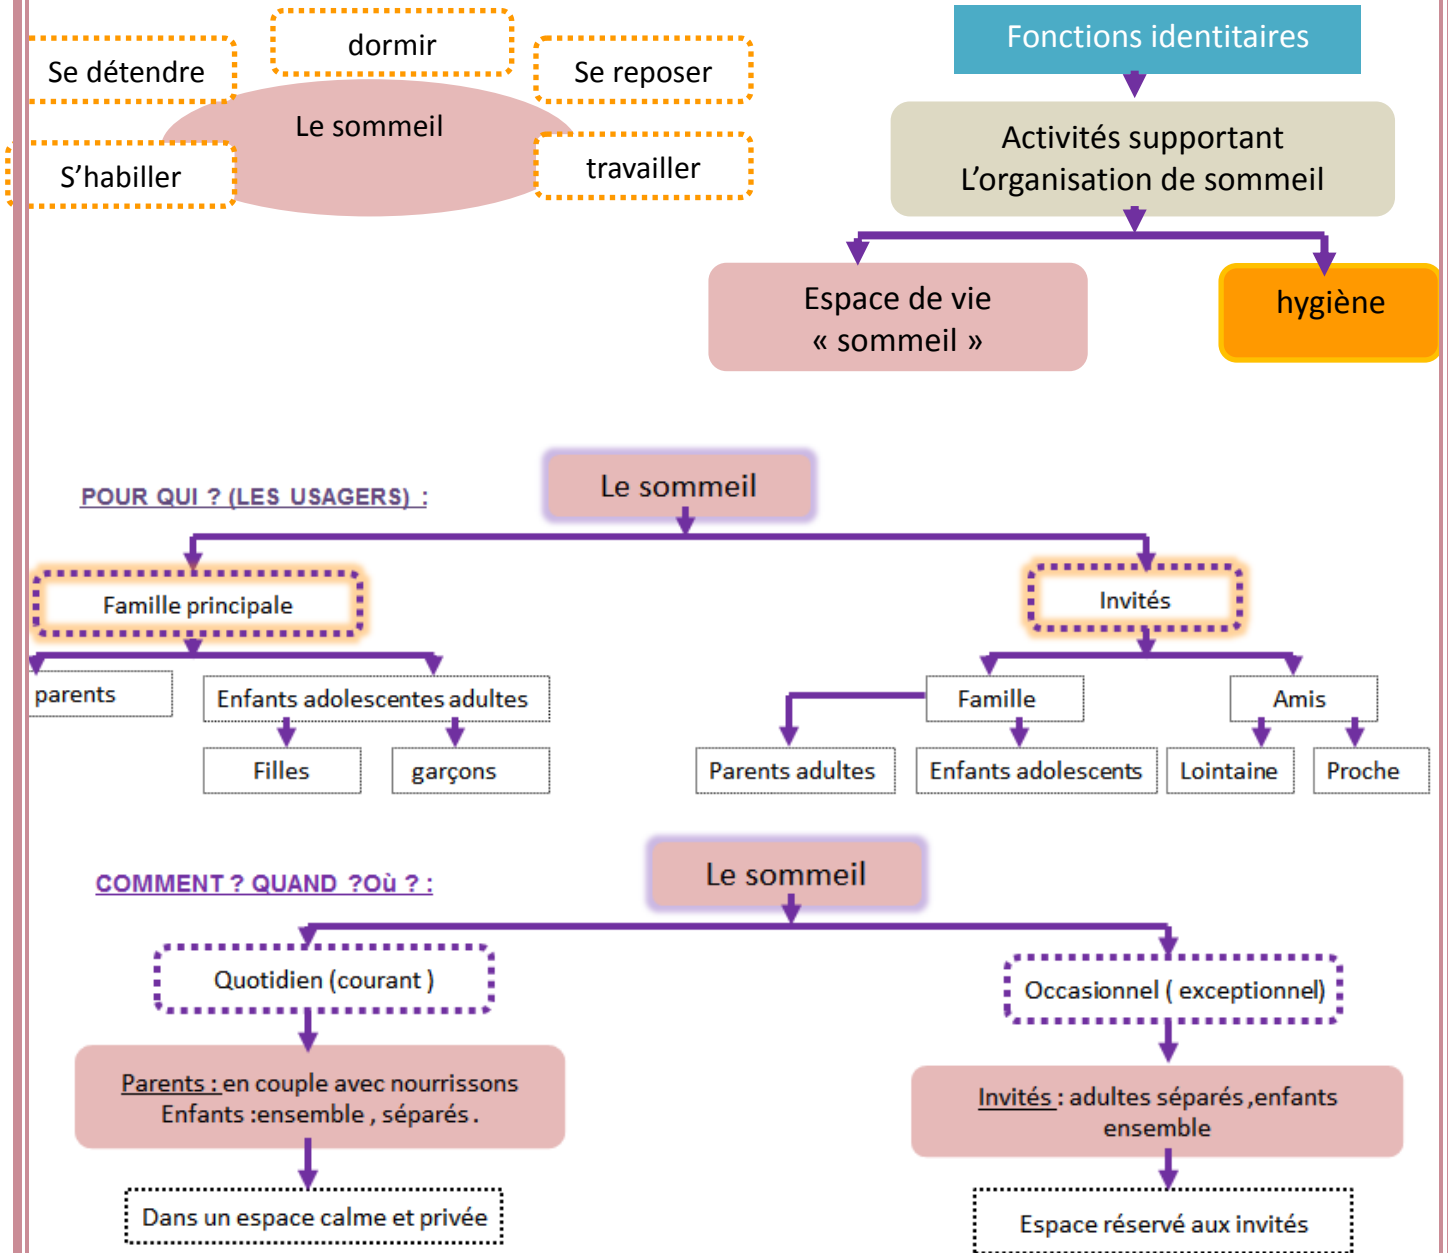 dormir
Se détendre
Se reposer
Le sommeil
S’habiller
travailler
Fonctions identitaires
Activités supportant
L’organisation de sommeil
Espace de vie
« sommeil »
hygiène
POUR QUI ? (LES USAGERS) :
Le sommeil
Famille principale
Invités
parents
Enfants adolescentes adultes
Famille
Amis
Filles
garçons
Parents adultes
Enfants adolescents
Lointaine
Proche
COMMENT ? QUAND ?Où ? :
Le sommeil
Quotidien (courant )
Occasionnel ( exceptionnel)
Parents : en couple avec nourrissons
Enfants :ensemble , séparés .
Invités : adultes séparés ,enfants
ensemble
Dans un espace calme et privée
Espace réservé aux invités